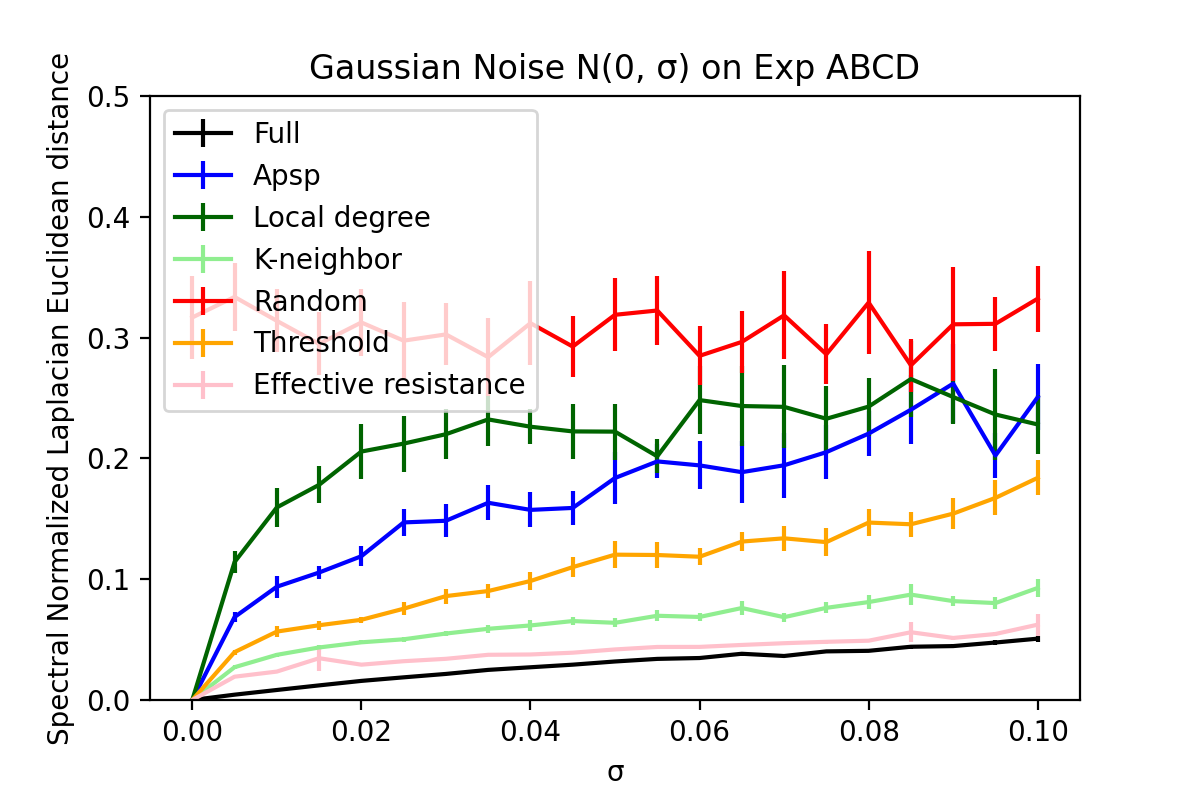 Gaussian Noise N(0, σ) on Exp ABCD
Spectral Normalized Laplacian Euclidean distance
0.5
0.4
0.3
0.2
0.1
0.0
Full
Apsp
Local degree
K-neighbor
Random
Threshold
Effective resistance
0.00 0.02 0.04 0.06 0.08 0.10
σ